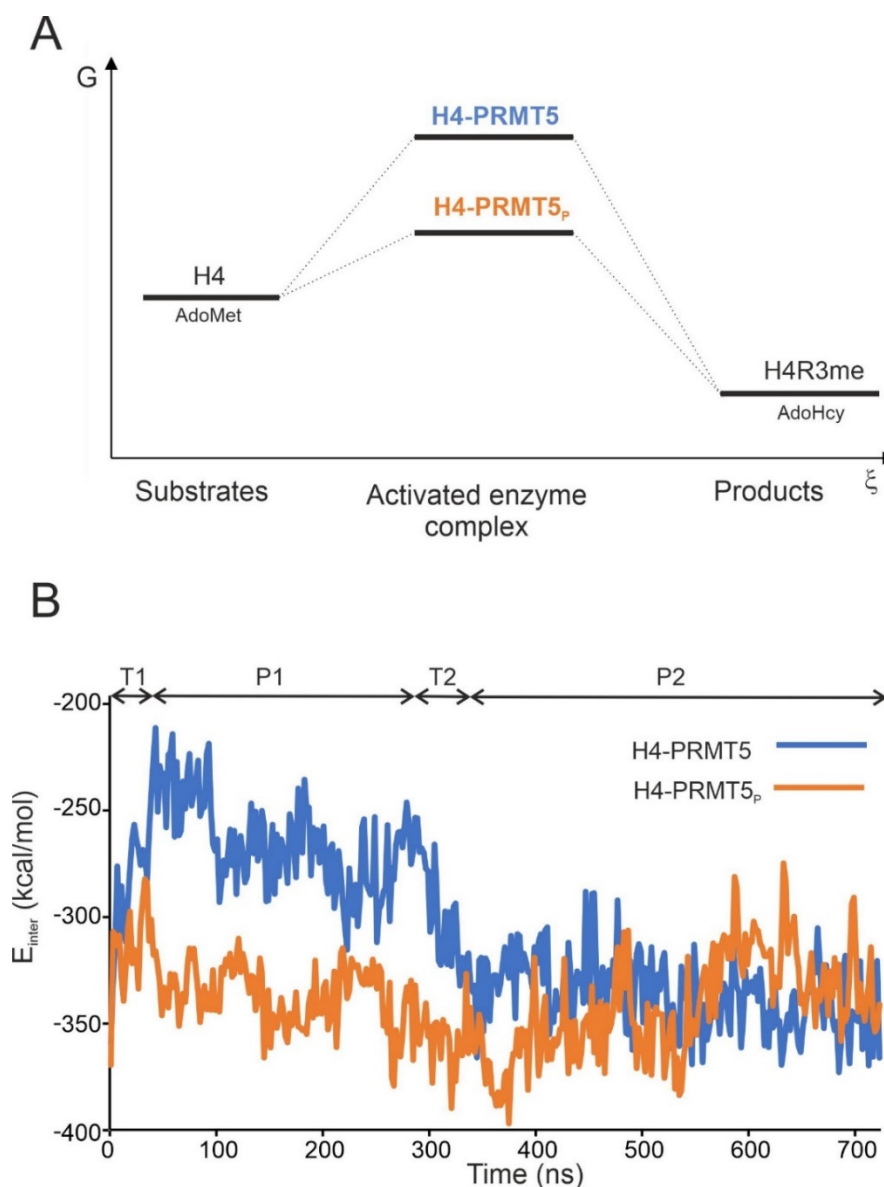 A
G
H4-PRMT5
H4-PRMT5P
H4
AdoMet
H4R3me
AdoHcy
Substrates
Activated enzyme
complex
Products
ξ
B
T1 P1 T2 P2
-200
-250
-300
-350
-400
Einter (kcal/mol)
H4-PRMT5
H4-PRMT5P
0 100 200 300 400 500 600 700
Time (ns)